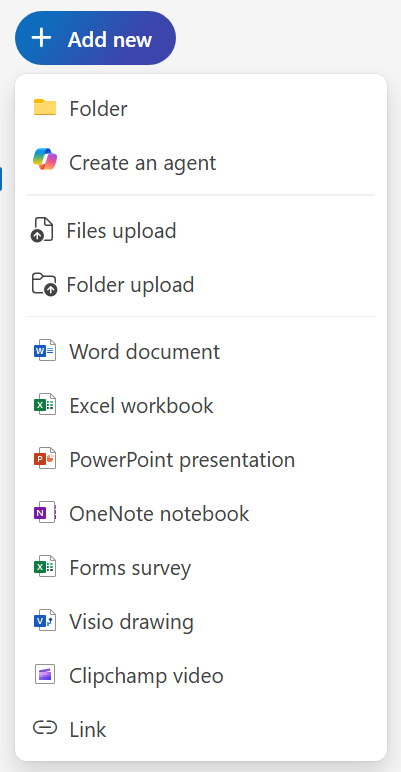 Add new
Folder
Create an agent
Files upload
Folder upload
Word document
Excel workbook
PowerPoint presentation
OneNote notebook
Forms survey
Visio drawing
Clipchamp video
Link